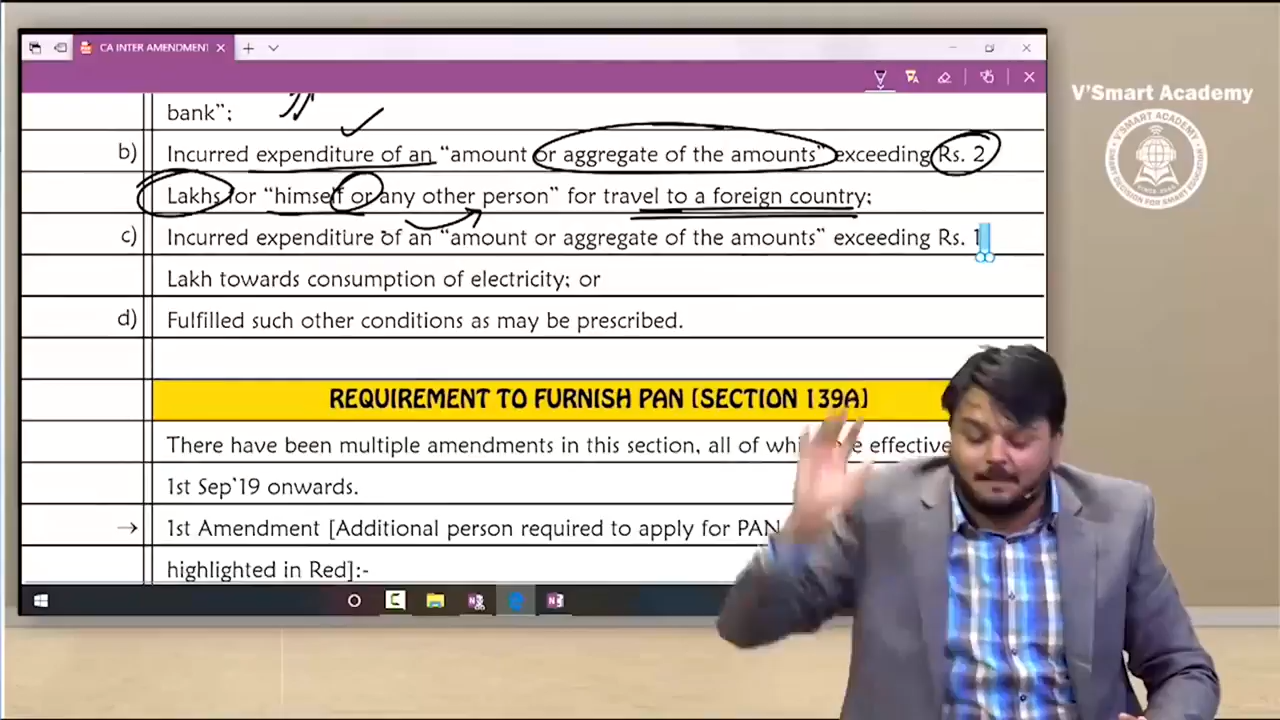 CA INTER AMENDMENT
V'Smart Academy
V'SMART ACADEMY
bank”;
b) Incurred expenditure of an “amount or aggregate of the amounts” exceeding Rs. 2
Lakhs for “himself or any other person” for travel to a foreign country;
c) Incurred expenditure of an “amount or aggregate of the amounts” exceeding Rs. 1
Lakh towards consumption of electricity; or
d) Fulfilled such other conditions as may be prescribed.
REQUIREMENT TO FURNISH PAN [SECTION 139A]
There have been multiple amendments in this section, all of effective
1st Sep'19 onwards.
→ 1st Amendment [Additional person required to apply for PAN
highlighted in Red]:-